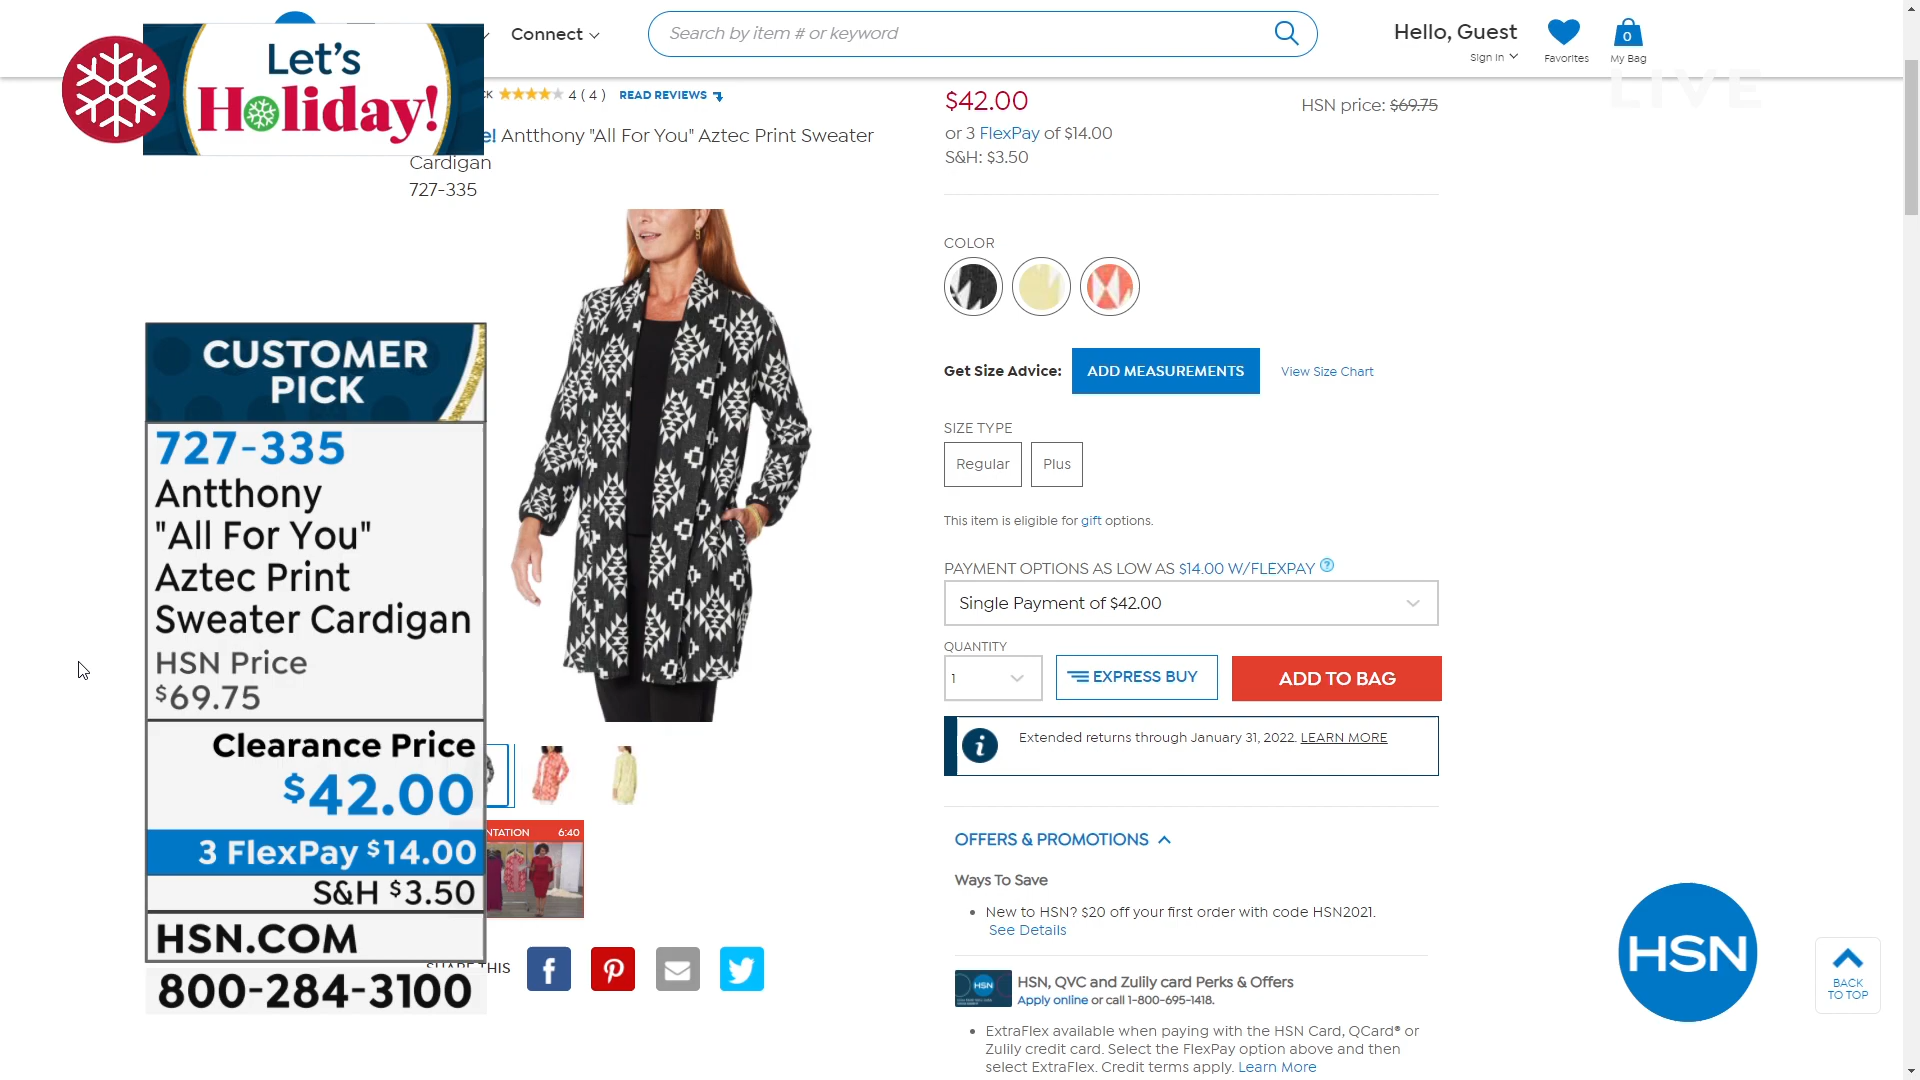 Let's
Holiday!
Connect
Search by item # or keyword
Hello, Guest
Sign In
Favorites
0
My Bag
LIVE
4 ( 4 ) READ REVIEWS
Antthony "All For You" Aztec Print Sweater
Cardigan
727-335
$42.00
HSN price: $69.75
or 3 FlexPay of $14.00
S&H: $3.50
COLOR
Get Size Advice: ADD MEASUREMENTS View Size Chart
SIZE TYPE
Regular
Plus
This item is eligible for gift options.
PAYMENT OPTIONS AS LOW AS $14.00 W/FLEXPAY ?
Single Payment of $42.00
QUANTITY
1
EXPRESS BUY
ADD TO BAG
i
Extended returns through January 31, 2022. LEARN MORE
OFFERS & PROMOTIONS
Ways To Save
• New to HSN? $20 off your first order with code HSN2021.
See Details
HSN
HSN, QVC and Zulily card Perks & Offers
Apply online or call 1-800-695-1418.
• ExtraFlex available when paying with the HSN Card, QCard® or
Zulily credit card. Select the FlexPay option above and then
select ExtraFlex. Credit terms apply. Learn More
CUSTOMER
PICK
727-335
Antthony
"All For You"
Aztec Print
Sweater Cardigan
HSN Price
$69.75
Clearance Price
$42.00
3 FlexPay $14.00
S&H $3.50
HSN.COM
800-284-3100
NTATION 6:40
SHARE THIS
HSN
BACK
TO TOP